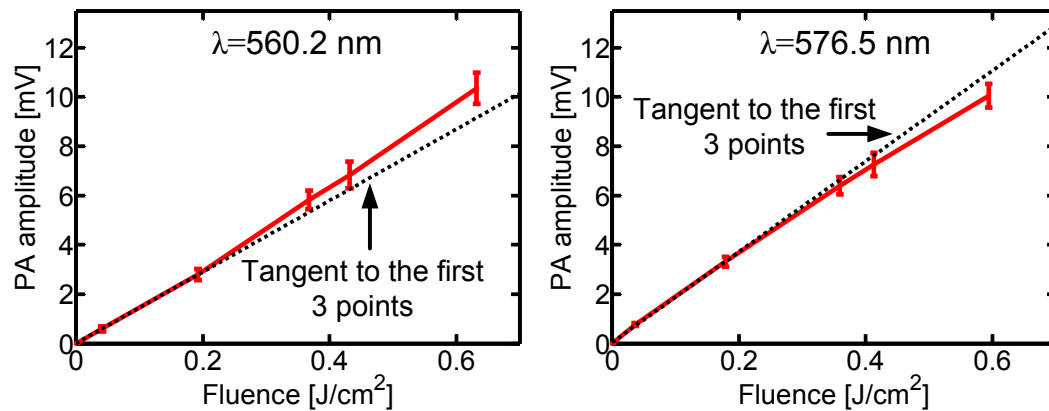 λ=560.2 nm
PA amplitude [mV]
12
10
8
6
4
2
0
Tangent to the first
3 points
0 0.2 0.4 0.6
Fluence [J/cm²]
λ=576.5 nm
PA amplitude [mV]
12
10
8
6
4
2
0
Tangent to the first
3 points
0 0.2 0.4 0.6
Fluence [J/cm²]